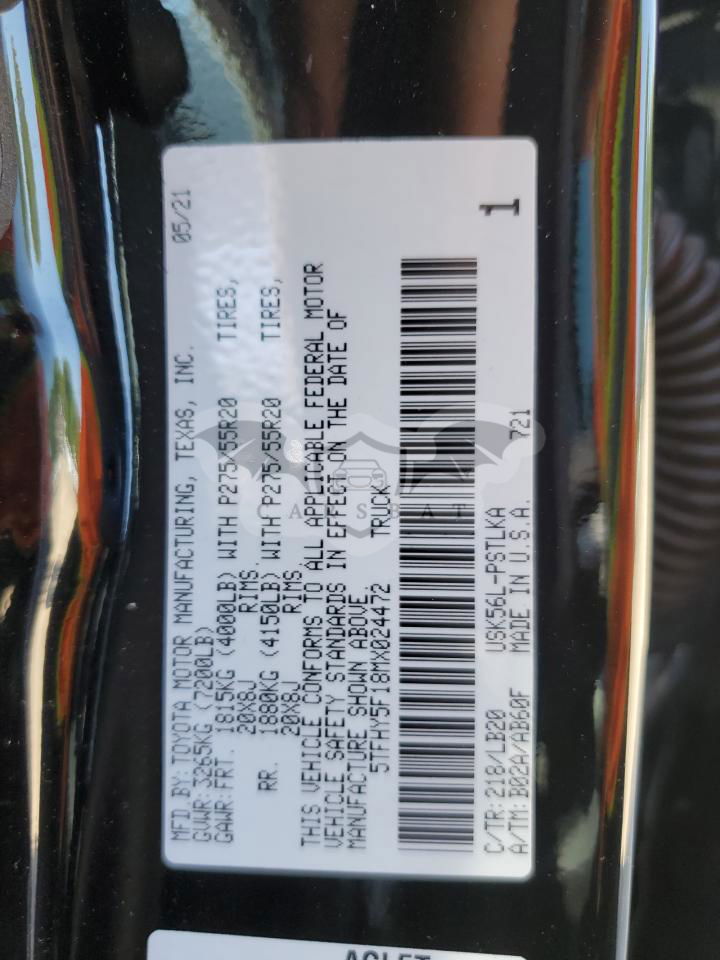 MFD.BY:TOYOTA MOTOR MANUFACTURING, TEXAS, INC. 05/21
GVWR:3265KG (7200LB)
GAWR:FRT. 1815KG (4000LB) WITH P275/55R20 TIRES,
20X8J RIMS.
RR. 1880KG (4150LB) WITH P275/55R20 TIRES,
20X8J RIMS
THIS VEHICLE CONFORMS TO ALL APPLICABLE FEDERAL MOTOR
VEHICLE SAFETY STANDARDS IN EFFECT ON THE DATE OF
MANUFACTURE SHOWN ABOVE
5TFHY5F18MX024472 TRUCK
C/TR:218/LB20 USK56L-PSTLKA 721 1
A/TM:B02A/AB60F MADE IN U.S.A.
CARSBAT